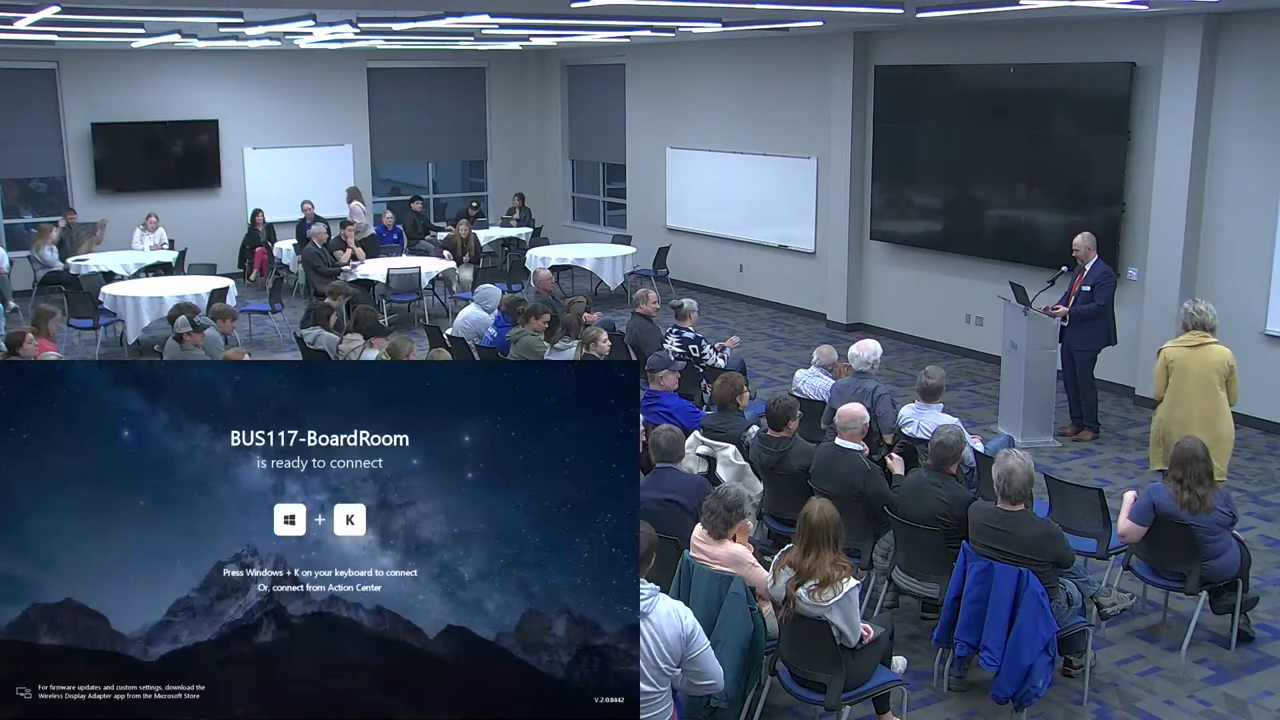 BUS117-BoardRoom
is ready to connect
+ K
Press Windows + K on your keyboard to connect
Or, connect from Action Center
For firmware updates and custom settings, download the
Wireless Display Adapter app from the Microsoft Store
V.2.0.8442